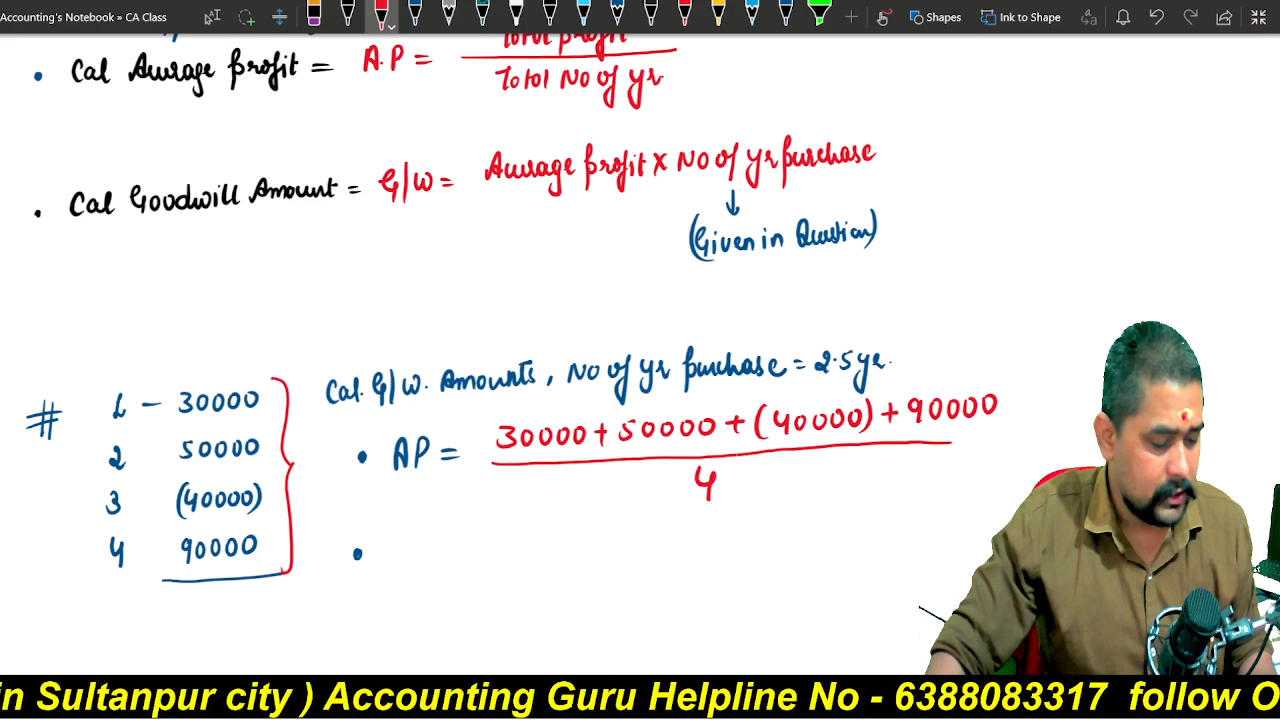 Accounting's Notebook » CA Class
Shapes
Ink to Shape
Total profit
• Cal Average profit = A.P = Total No of yr
• Cal Goodwill Amount = G/W = Average profit x No of yr purchase
(Given in Question)
Cal. G/W. Amounts, No of yr purchase = 2.5 yr.
# 1 - 30000
2 50000
3 (40000)
4 90000
• AP = 30000 + 50000 + (40000) + 90000
4
in Sultanpur city ) Accounting Guru Helpline No - 6388083317 follow O